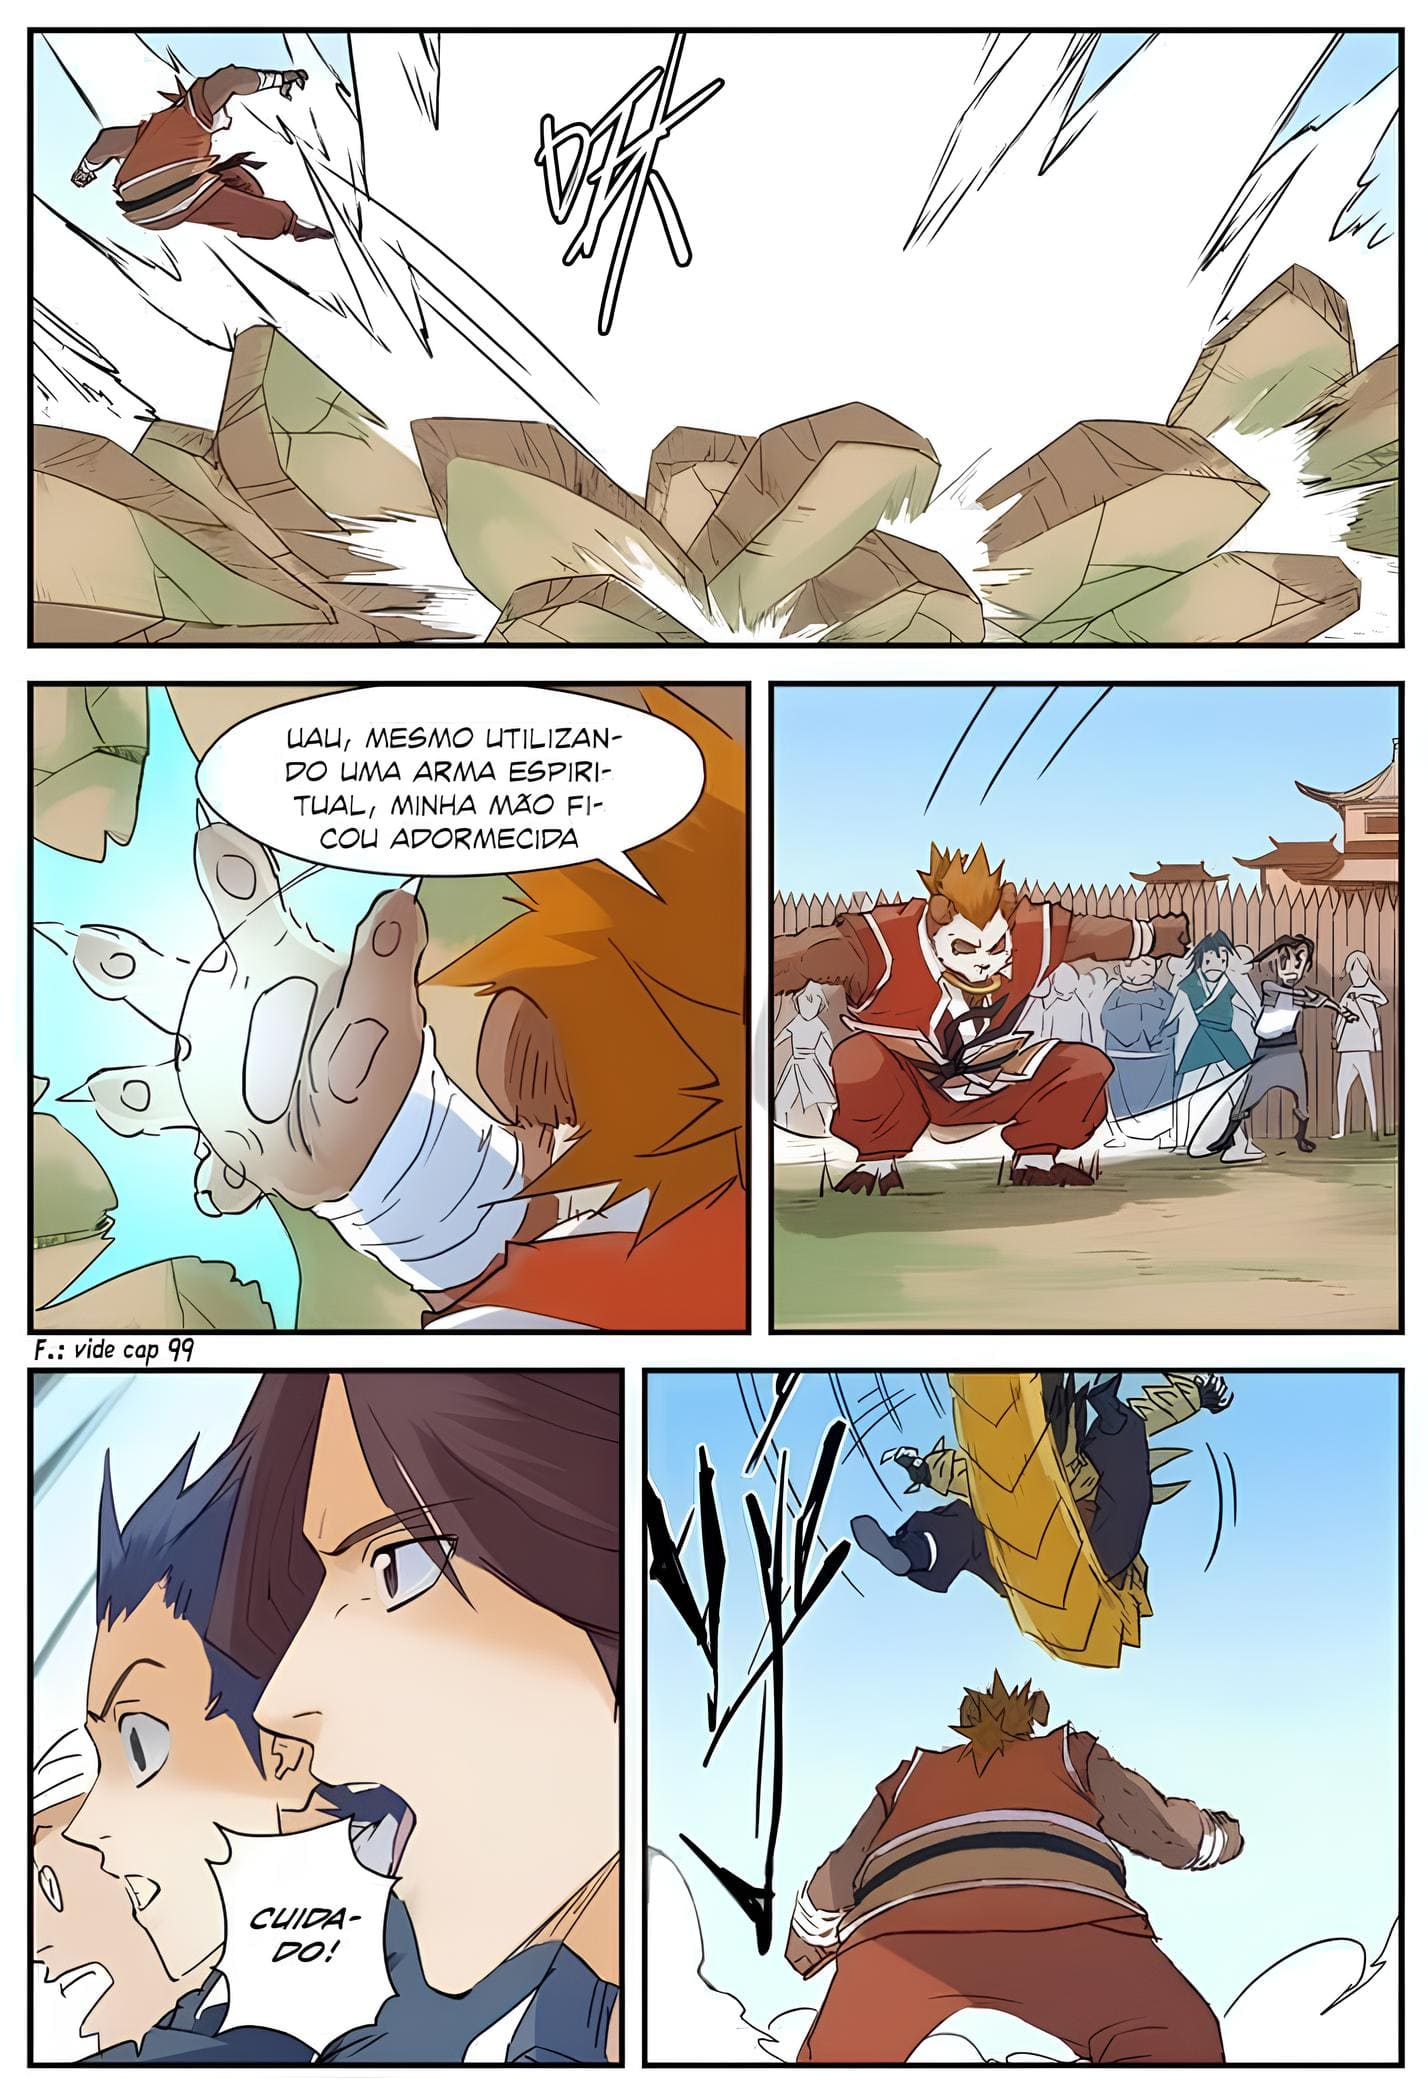 UAU, MESMO UTILIZAN-
DO UMA ARMA ESPIRI-
TUAL, MINHA MÃO FI-
COU ADORMECIDA
F.: vide cap 99
CUIDA-
DO!